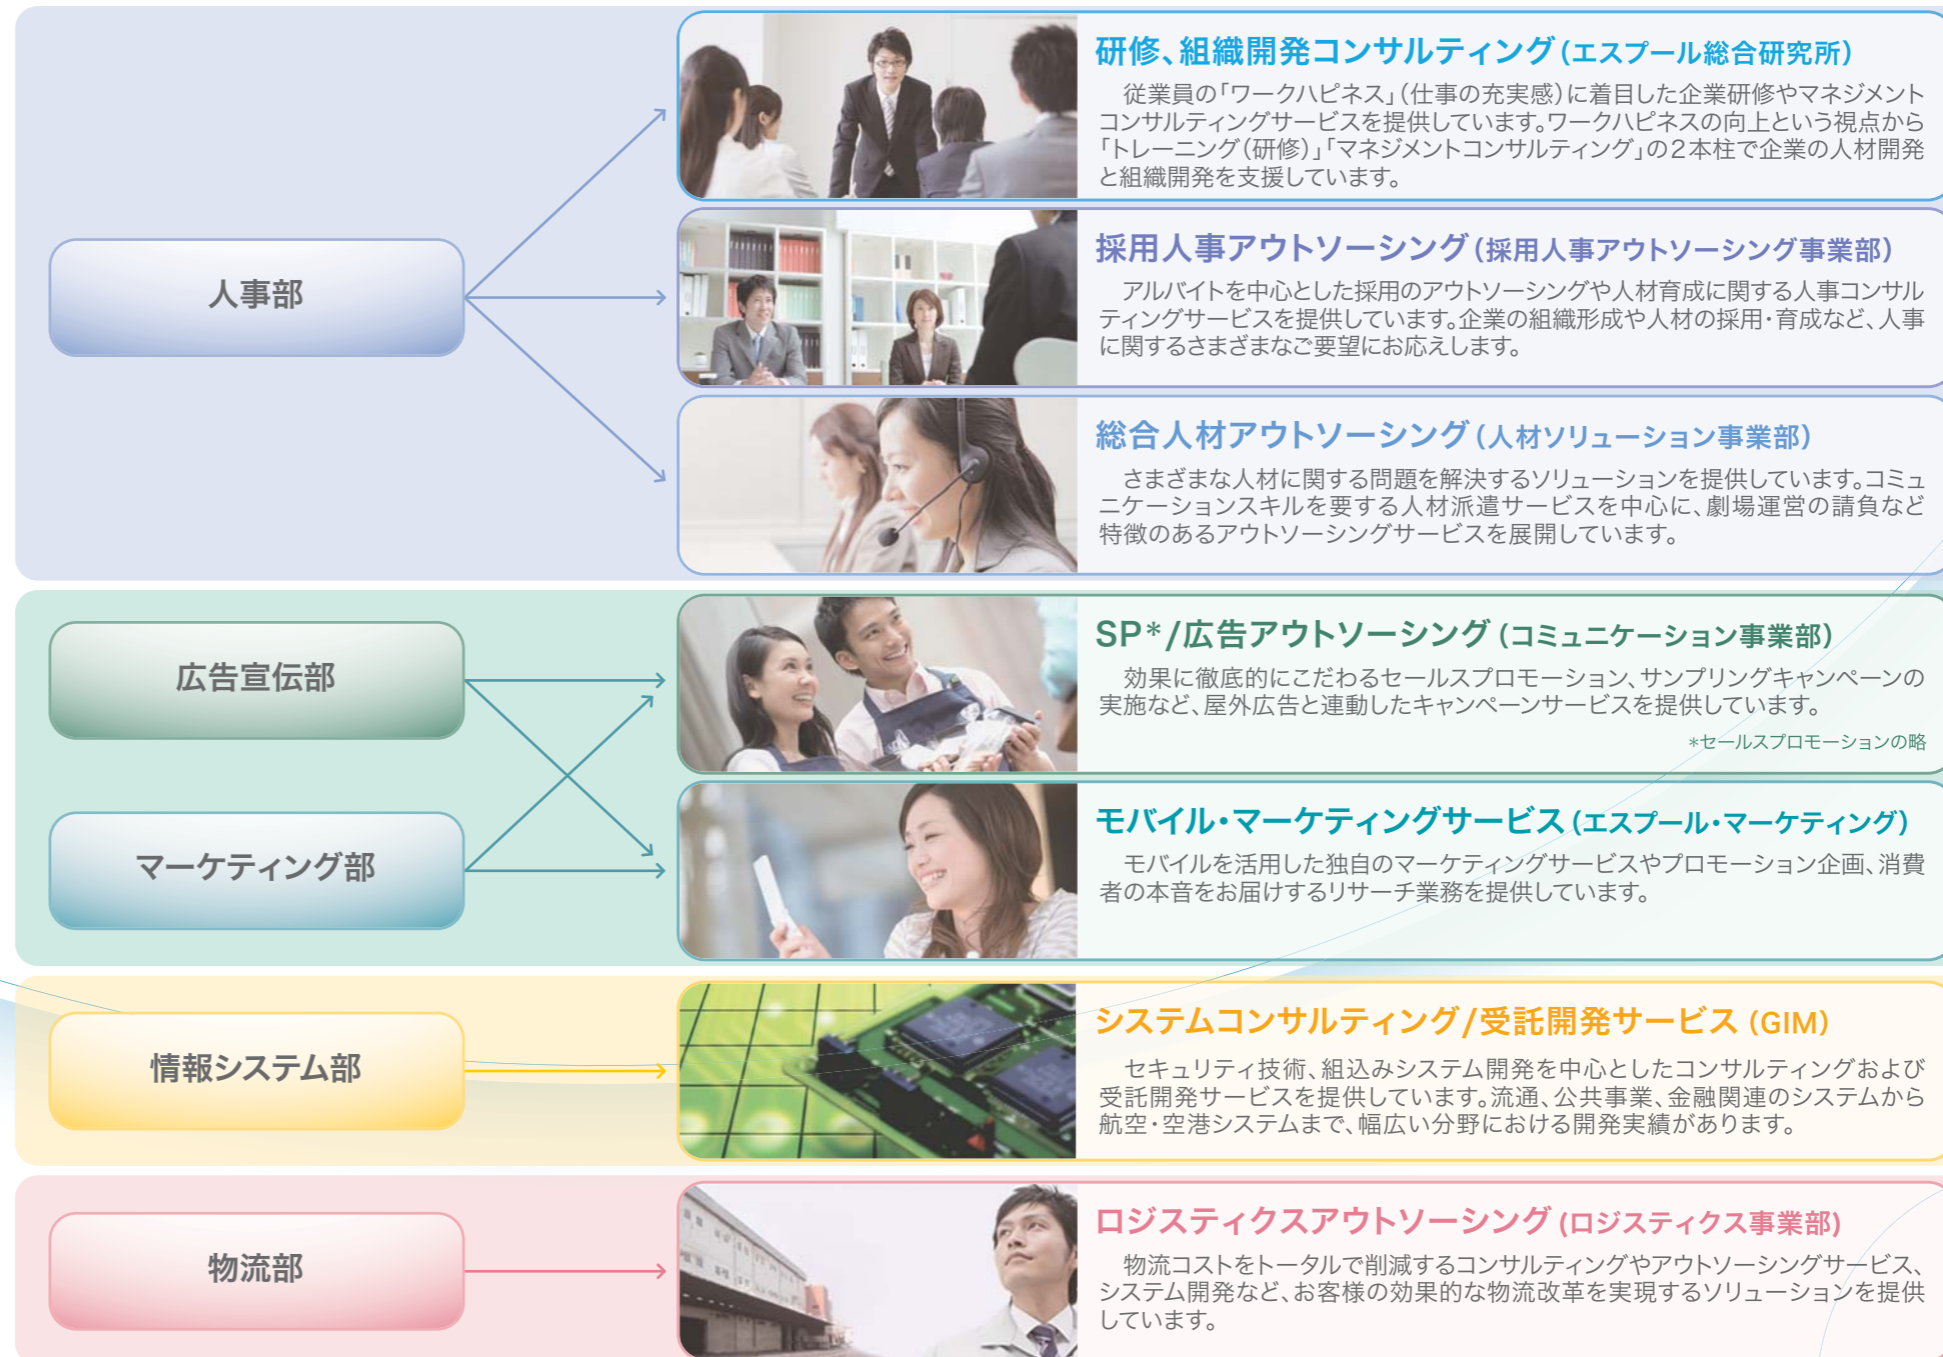 人事部
研修、組織開発コンサルティング(エスプール総合研究所)
従業員の「ワークハピネス」(仕事の充実感)に着目した企業研修やマネジメント
コンサルティングサービスを提供しています。ワークハピネスの向上という視点から
「トレーニング(研修)」「マネジメントコンサルティング」の2本柱で企業の人材開発
と組織開発を支援しています。
採用人事アウトソーシング(採用人事アウトソーシング事業部)
アルバイトを中心とした採用のアウトソーシングや人材育成に関する人事コンサル
ティングサービスを提供しています。企業の組織形成や人材の採用・育成など、人事
に関するさまざまなご要望にお応えします。
総合人材アウトソーシング(人材ソリューション事業部)
さまざまな人材に関する問題を解決するソリューションを提供しています。コミュ
ニケーションスキルを要する人材派遣サービスを中心に、劇場運営の請負など
特徴のあるアウトソーシングサービスを展開しています。
広告宣伝部
マーケティング部
SP*/広告アウトソーシング(コミュニケーション事業部)
効果に徹底的にこだわるセールスプロモーション、サンプリングキャンペーンの
実施など、屋外広告と連動したキャンペーンサービスを提供しています。
*セールスプロモーションの略
モバイル・マーケティングサービス(エスプール・マーケティング)
モバイルを活用した独自のマーケティングサービスやプロモーション企画、消費
者の本音をお届けするリサーチ業務を提供しています。
情報システム部
システムコンサルティング/受託開発サービス(GIM)
セキュリティ技術、組込みシステム開発を中心としたコンサルティングおよび
受託開発サービスを提供しています。流通、公共事業、金融関連のシステムから
航空・空港システムまで、幅広い分野における開発実績があります。
物流部
ロジスティクスアウトソーシング(ロジスティクス事業部)
物流コストをトータルで削減するコンサルティングやアウトソーシングサービス、
システム開発など、お客様の効果的な物流改革を実現するソリューションを提供
しています。